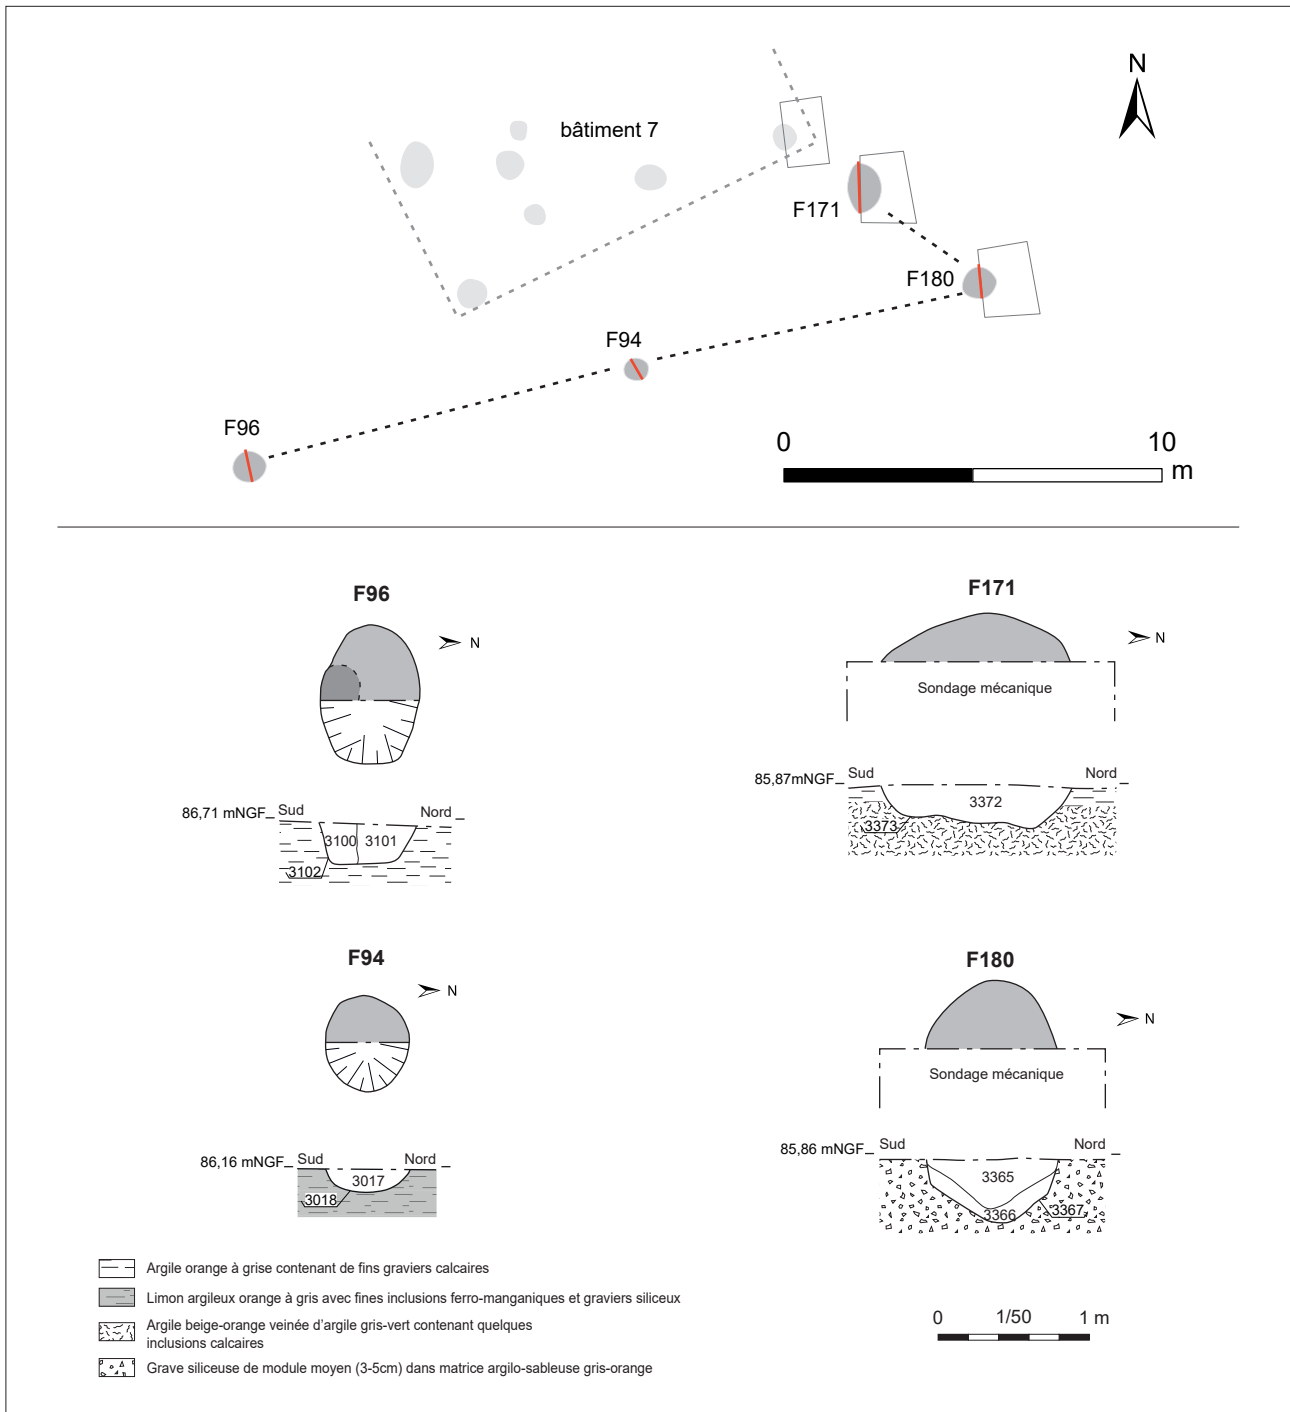 N
bâtiment 7
F171
F180
F94
F96
0 10
m
F96
N
86,71 mNGF
Sud
Nord
3100
3101
3102
F171
N
Sondage mécanique
85,87mNGF
Sud
Nord
3372
3373
F94
N
86,16 mNGF
Sud
Nord
3017
3018
F180
N
Sondage mécanique
85,86 mNGF
Sud
Nord
3365
3366
3367
Argile orange à grise contenant de fins graviers calcaires
Limon argileux orange à gris avec fines inclusions ferro-manganiques et graviers siliceux
Argile beige-orange veinée d'argile gris-vert contenant quelques
inclusions calcaires
Grave siliceuse de module moyen (3-5cm) dans matrice argilo-sableuse gris-orange
0 1/50 1 m